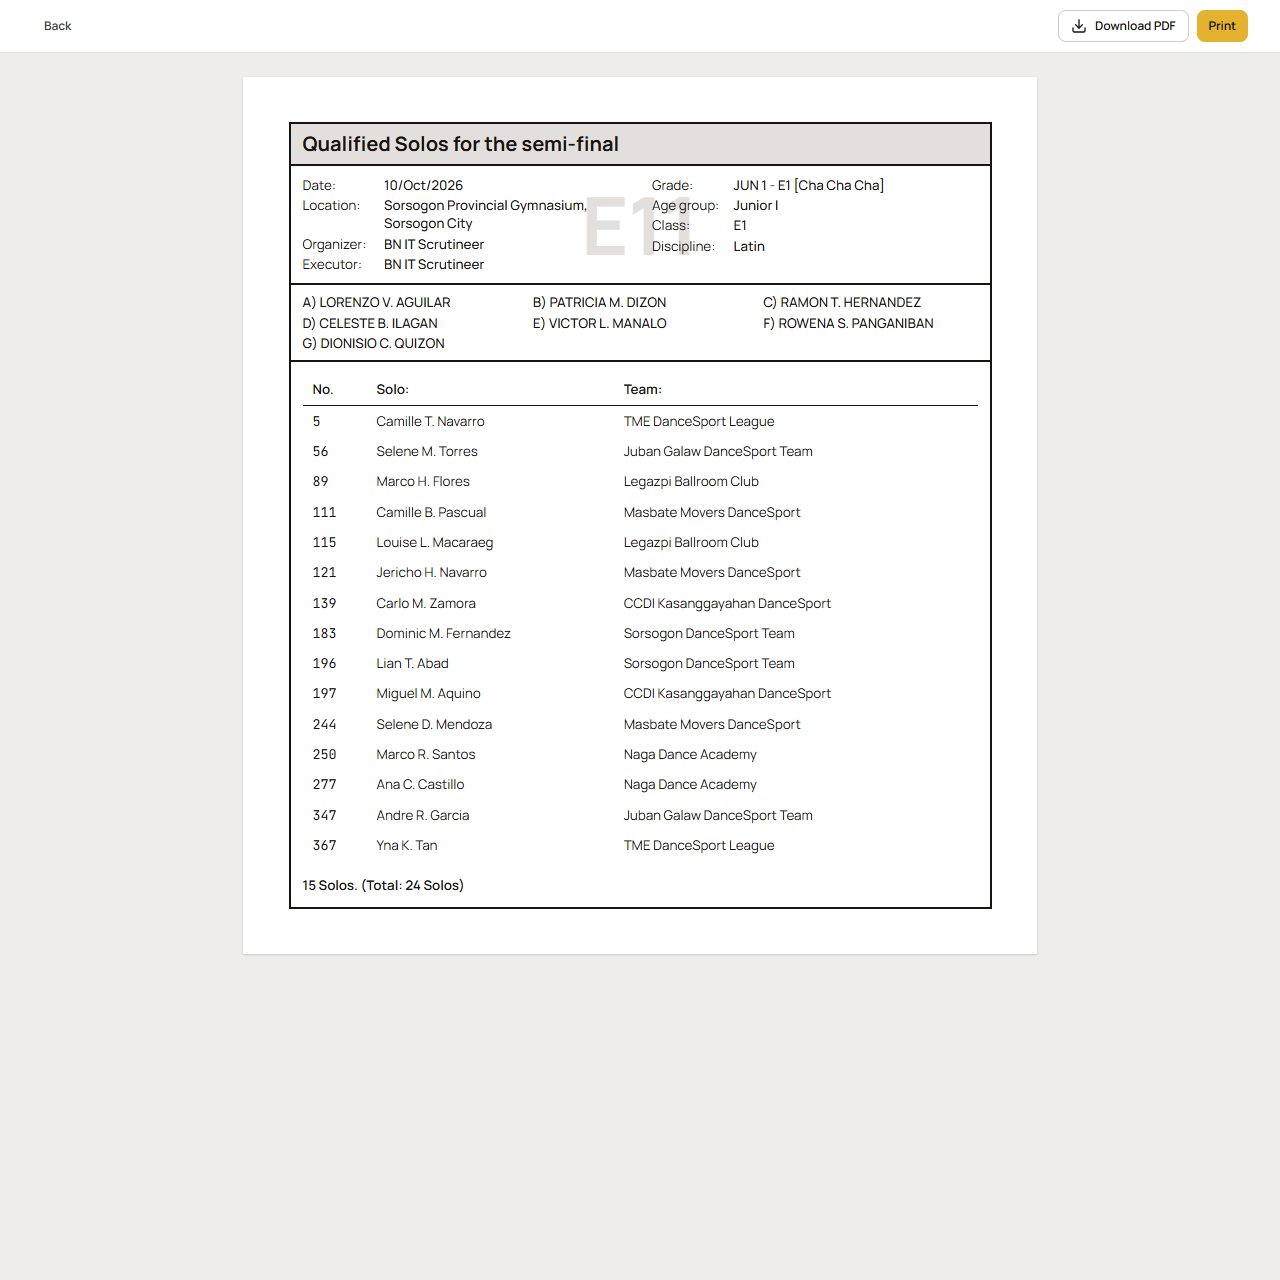 Back
Download PDF
Print
Qualified Solos for the semi-final
E11
Date: 10/Oct/2026
Location: Sorsogon Provincial Gymnasium,
Sorsogon City
Organizer: BN IT Scrutineer
Executor: BN IT Scrutineer
Grade: JUN 1 - E1 [Cha Cha Cha]
Age group: Junior I
Class: E1
Discipline: Latin
A) LORENZO V. AGUILAR B) PATRICIA M. DIZON C) RAMON T. HERNANDEZ
D) CELESTE B. ILAGAN E) VICTOR L. MANALO F) ROWENA S. PANGANIBAN
G) DIONISIO C. QUIZON
No. Solo: Team:
5 Camille T. Navarro TME DanceSport League
56 Selene M. Torres Juban Galaw DanceSport Team
89 Marco H. Flores Legazpi Ballroom Club
111 Camille B. Pascual Masbate Movers DanceSport
115 Louise L. Macaraeg Legazpi Ballroom Club
121 Jericho H. Navarro Masbate Movers DanceSport
139 Carlo M. Zamora CCDI Kasanggayahan DanceSport
183 Dominic M. Fernandez Sorsogon DanceSport Team
196 Lian T. Abad Sorsogon DanceSport Team
197 Miguel M. Aquino CCDI Kasanggayahan DanceSport
244 Selene D. Mendoza Masbate Movers DanceSport
250 Marco R. Santos Naga Dance Academy
277 Ana C. Castillo Naga Dance Academy
347 Andre R. Garcia Juban Galaw DanceSport Team
367 Yna K. Tan TME DanceSport League
15 Solos. (Total: 24 Solos)